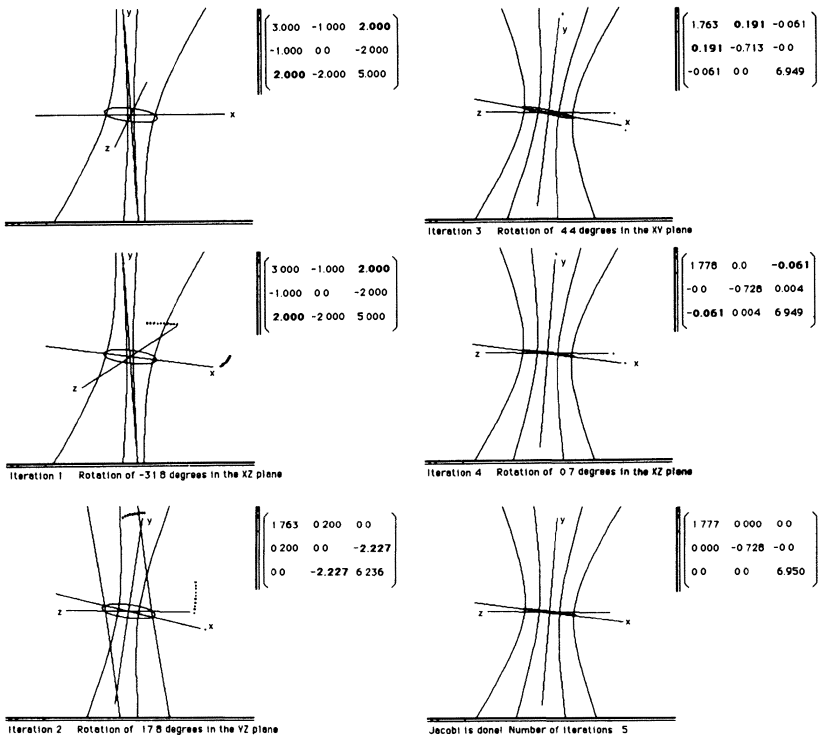 y
x
z
3.000 -1 000 2.000
-1.000 0 0 -2 000
2.000 -2.000 5.000
y
x
z
3 000 -1.000 2.000
-1.000 0 0 -2 000
2.000 -2 000 5.000
Iteration 1 Rotation of -31 8 degrees in the XZ plane
y
z
x
1 763 0.200 0 0
0.200 0 0 -2.227
0 0 -2.227 6 236
Iteration 2 Rotation of 17 8 degrees in the YZ plane
y
z
x
1.763 0.191 -0 061
0.191 -0.713 -0 0
-0 061 0 0 6.949
Iteration 3 Rotation of 4 4 degrees in the XY plane
y
z
x
1 778 0.0 -0.061
-0 0 -0 728 0.004
-0.061 0 004 6 949
Iteration 4 Rotation of 0 7 degrees in the XZ plane
y
z
x
1 777 0.000 0 0
0.000 -0 728 -0 0
0 0 0 0 6.950
Jacobi is done! Number of iterations 5